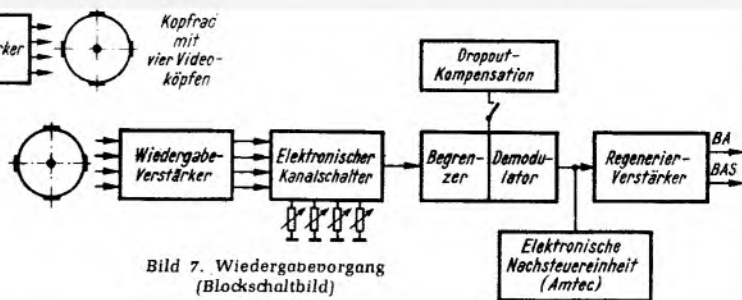 rker
Kopfrad
mit
vier Video-
köpfen
Dropout-
Kompensation
Wiedergabe-
Verstärker
Elektronischer
Kanalschalter
Begren-
zer
Demodu-
lator
Regenerier-
Verstärker
BA
BAS
Elektronische
Nachsteuereinheit
(Amtec)
Bild 7. Wiedergabevorgang
(Blockschaltbild)